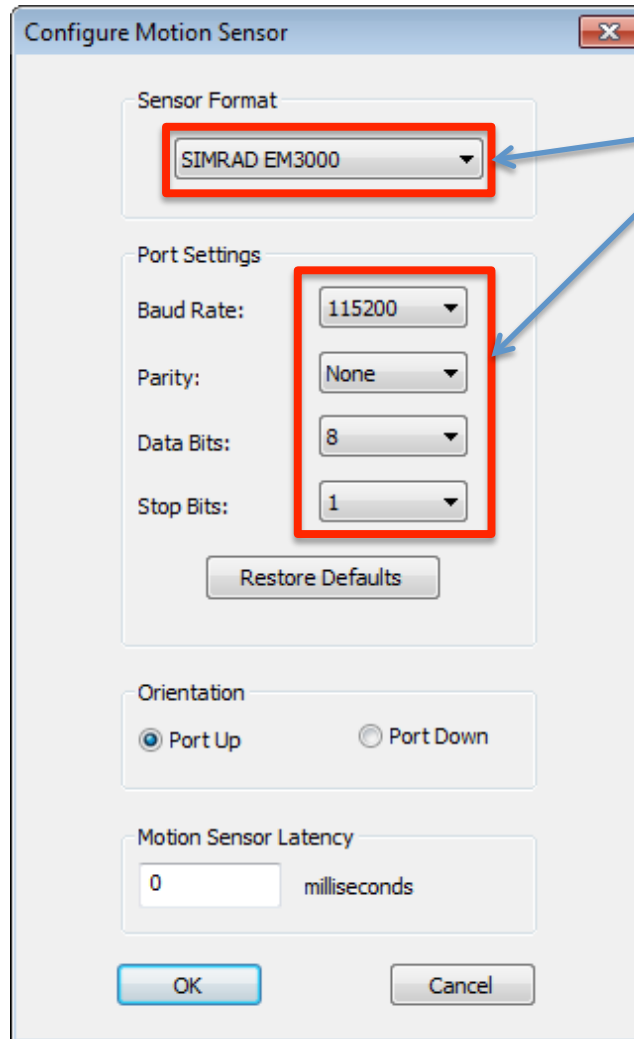 Configure Motion Sensor
Sensor Format
SIMRAD EM3000
Port Settings
Baud Rate: 115200
Parity: None
Data Bits: 8
Stop Bits: 1
Restore Defaults
Orientation
Port Up Port Down
Motion Sensor Latency
0 milliseconds
OK Cancel